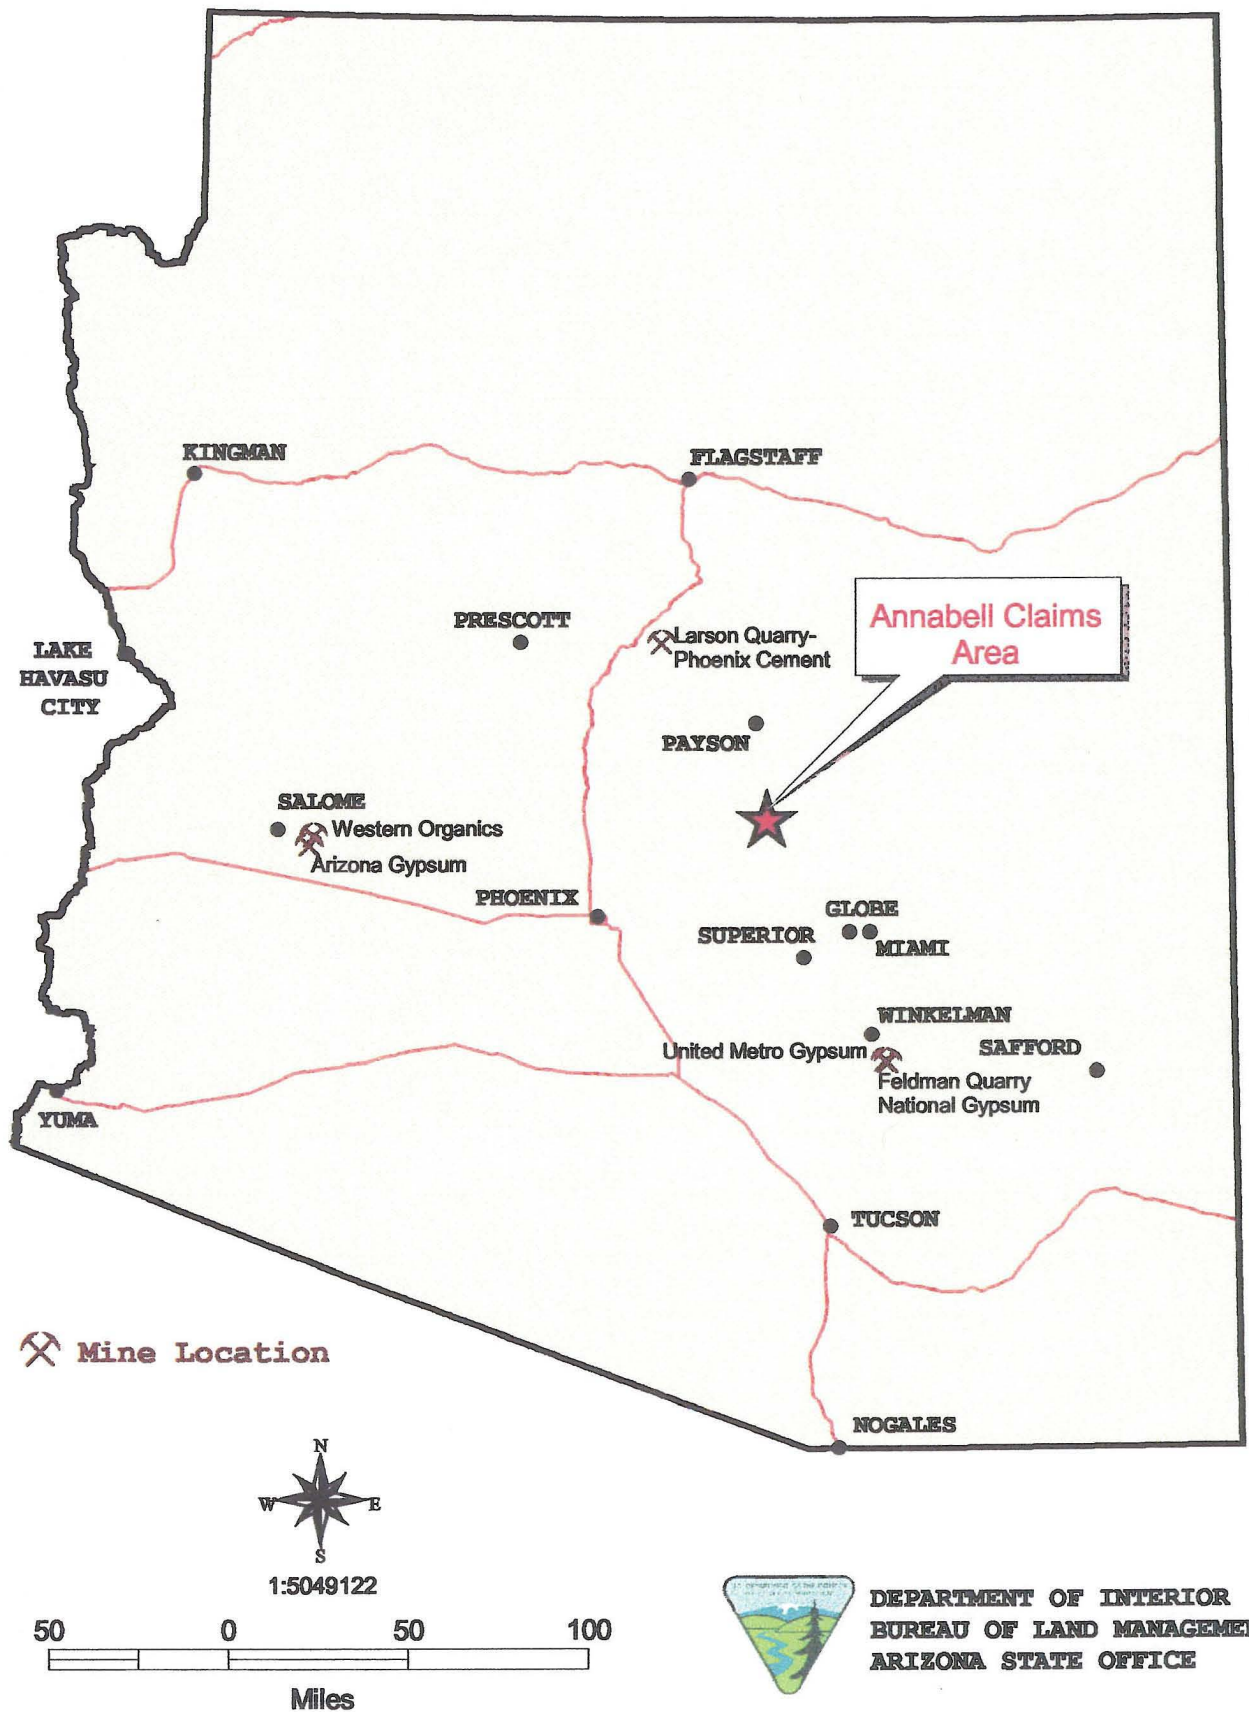 KINGMAN
FLAGSTAFF
Annabell Claims
Area
PRESCOTT
Larson Quarry-
Phoenix Cement
LAKE
HAVASU
CITY
PAYSON
SALOME
Western Organics
Arizona Gypsum
PHOENIX
GLOBE
SUPERIOR
MIAMI
WINKELMAN
United Metro Gypsum
SAFFORD
Feldman Quarry
National Gypsum
YUMA
TUCSON
Mine Location
NOGALES
N
W E
S
1:5049122
50 0 50 100
Miles
DEPARTMENT OF INTERIOR
BUREAU OF LAND MANAGEME
ARIZONA STATE OFFICE